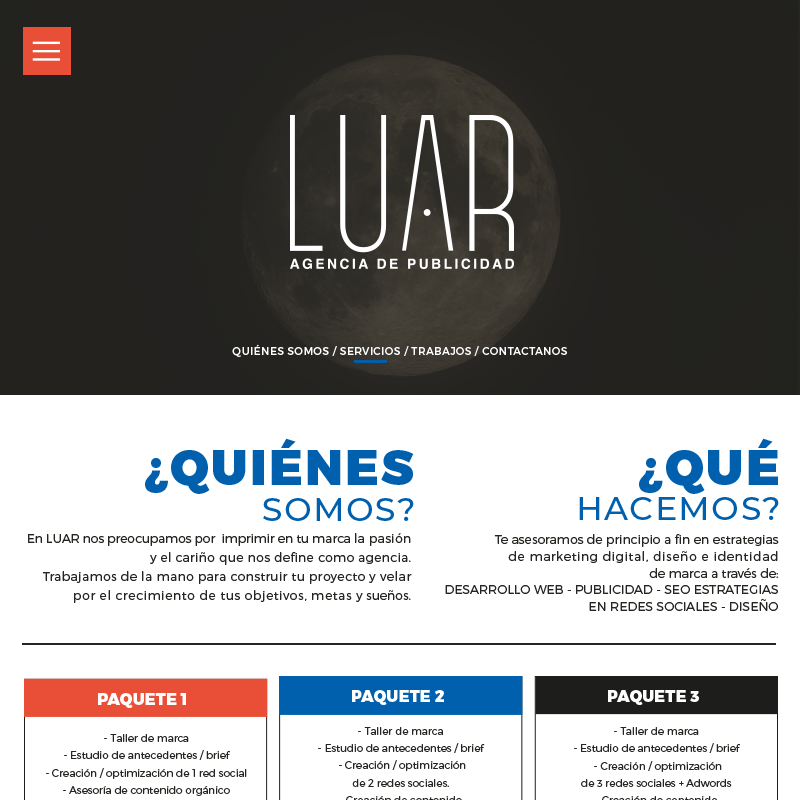 LUAR
AGENCIA DE PUBLICIDAD
QUIÉNES SOMOS / SERVICIOS / TRABAJOS / CONTACTANOS
¿QUIÉNES
SOMOS?
En LUAR nos preocupamos por imprimir en tu marca la pasión
y el cariño que nos define como agencia.
Trabajamos de la mano para construir tu proyecto y velar
por el crecimiento de tus objetivos, metas y sueños.
¿QUÉ
HACEMOS?
Te asesoramos de principio a fin en estrategias
de marketing digital, diseño e identidad
de marca a través de:
DESARROLLO WEB - PUBLICIDAD - SEO ESTRATEGIAS
EN REDES SOCIALES - DISEÑO
PAQUETE 1
- Taller de marca
- Estudio de antecedentes / brief
- Creación / optimización de 1 red social
- Asesoría de contenido orgánico
PAQUETE 2
- Taller de marca
- Estudio de antecedentes / brief
- Creación / optimización
de 2 redes sociales.
- Creación de contenido
PAQUETE 3
- Taller de marca
- Estudio de antecedentes / brief
- Creación / optimización
de 3 redes sociales + Adwords
- Creación de contenido